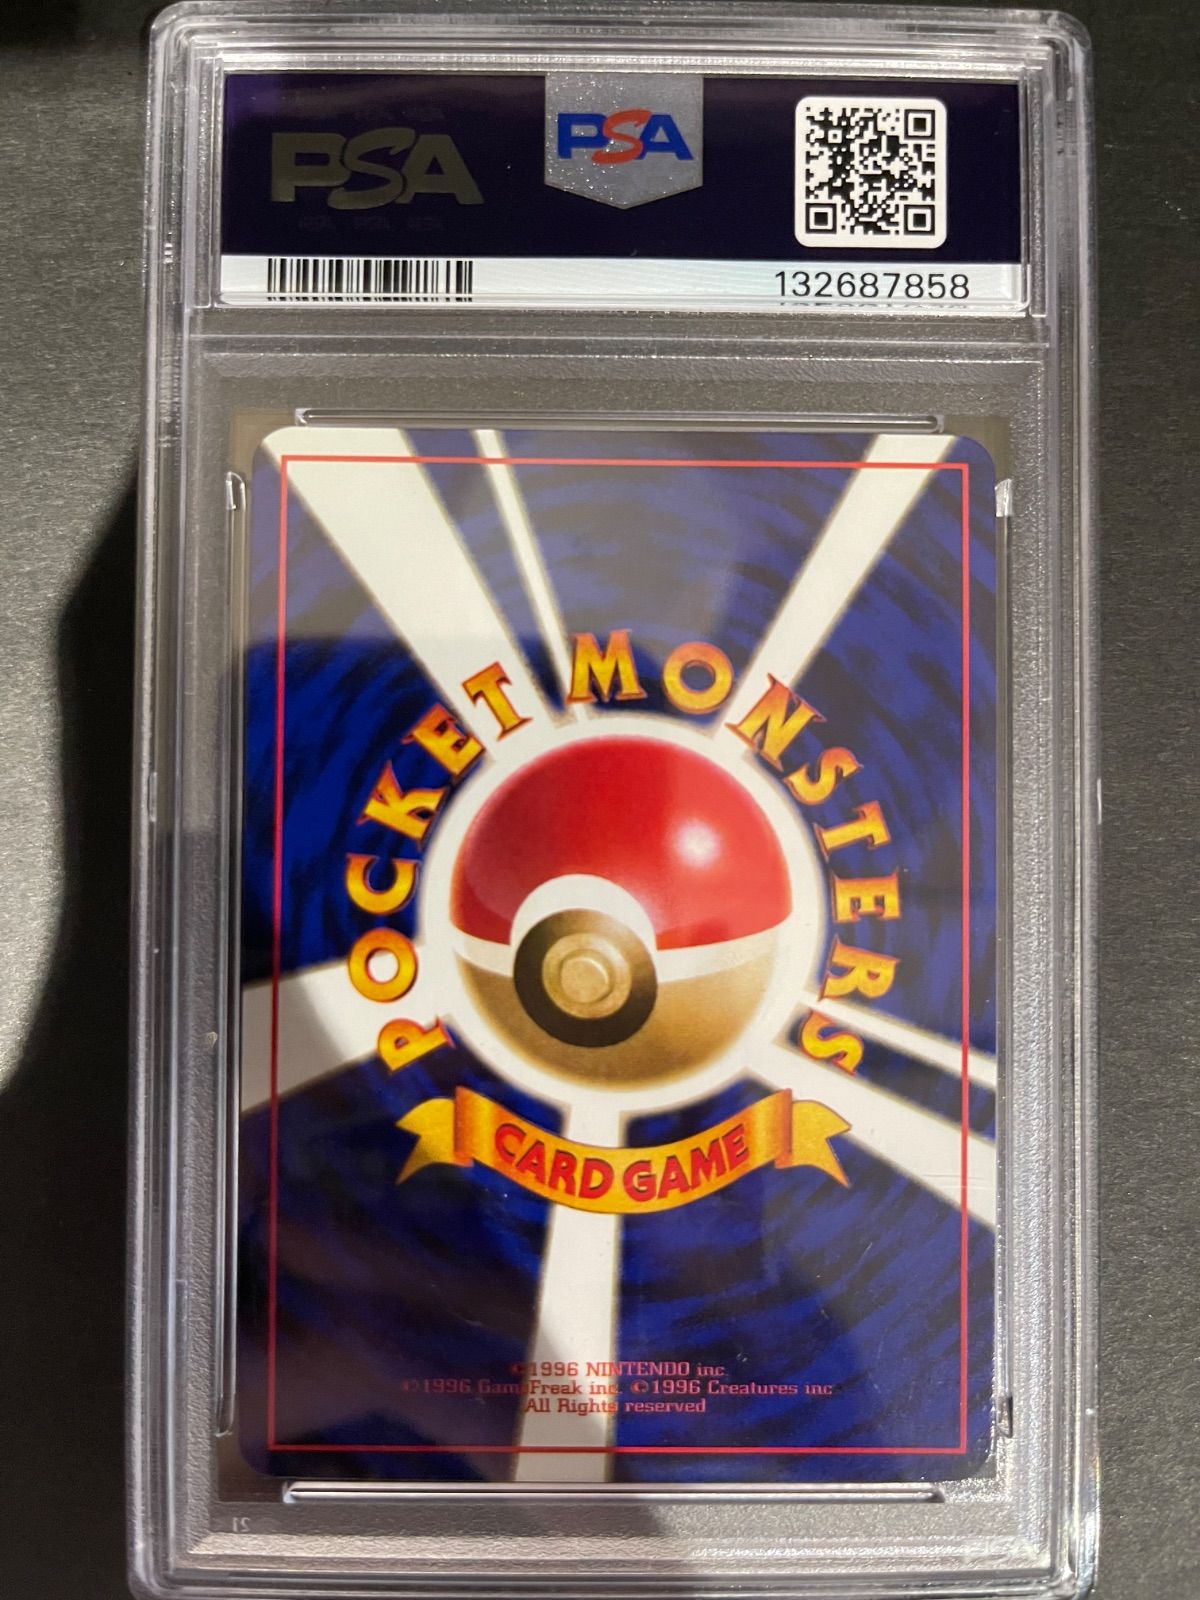 PSA
PSA
132687858
POCKET MONSTERS
CARD GAME
©1996 NINTENDO inc
©1996 GameFreak inc. ©1996 Creatures inc
All Rights reserved
21